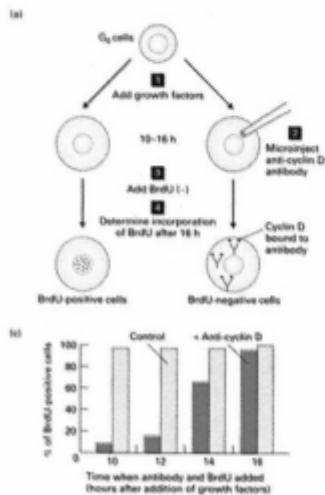 (a)
G₀ cells
1
Add growth factors
10–16 h
2
Microinject
anti-cyclin D
antibody
3
Add BrdU (-)
4
Determine incorporation
of BrdU after 16 h
Cyclin D
bound to
antibody
BrdU-positive cells
BrdU-negative cells
(c)
Control
+ Anti-cyclin D
% of BrdU-positive cells
100
80
60
40
20
0
10
12
14
16
Time when antibody and BrdU added
(hours after addition of growth factors)